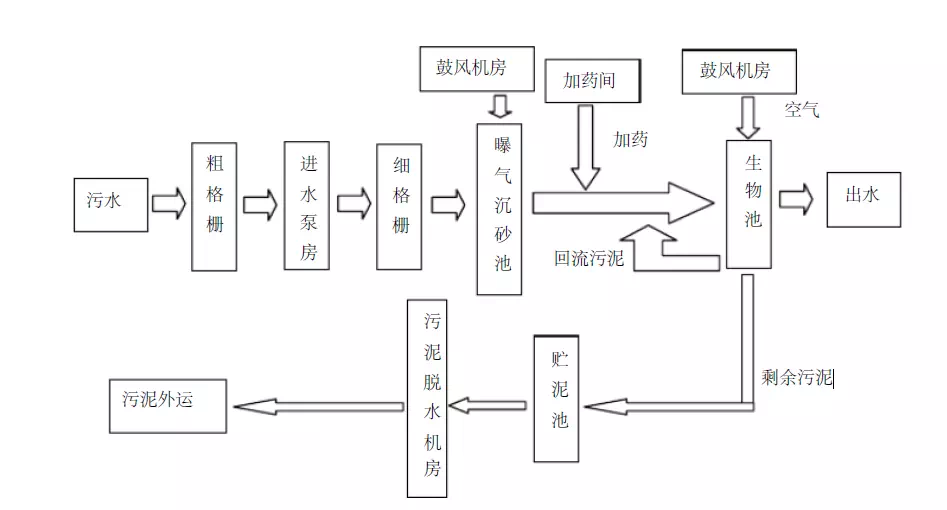 鼓风机房
加药间
鼓风机房
空气
加药
污水
粗格栅
进水泵房
细格栅
曝气沉砂池
生物池
出水
回流污泥
污泥外运
污泥脱水机房
贮泥池
剩余污泥